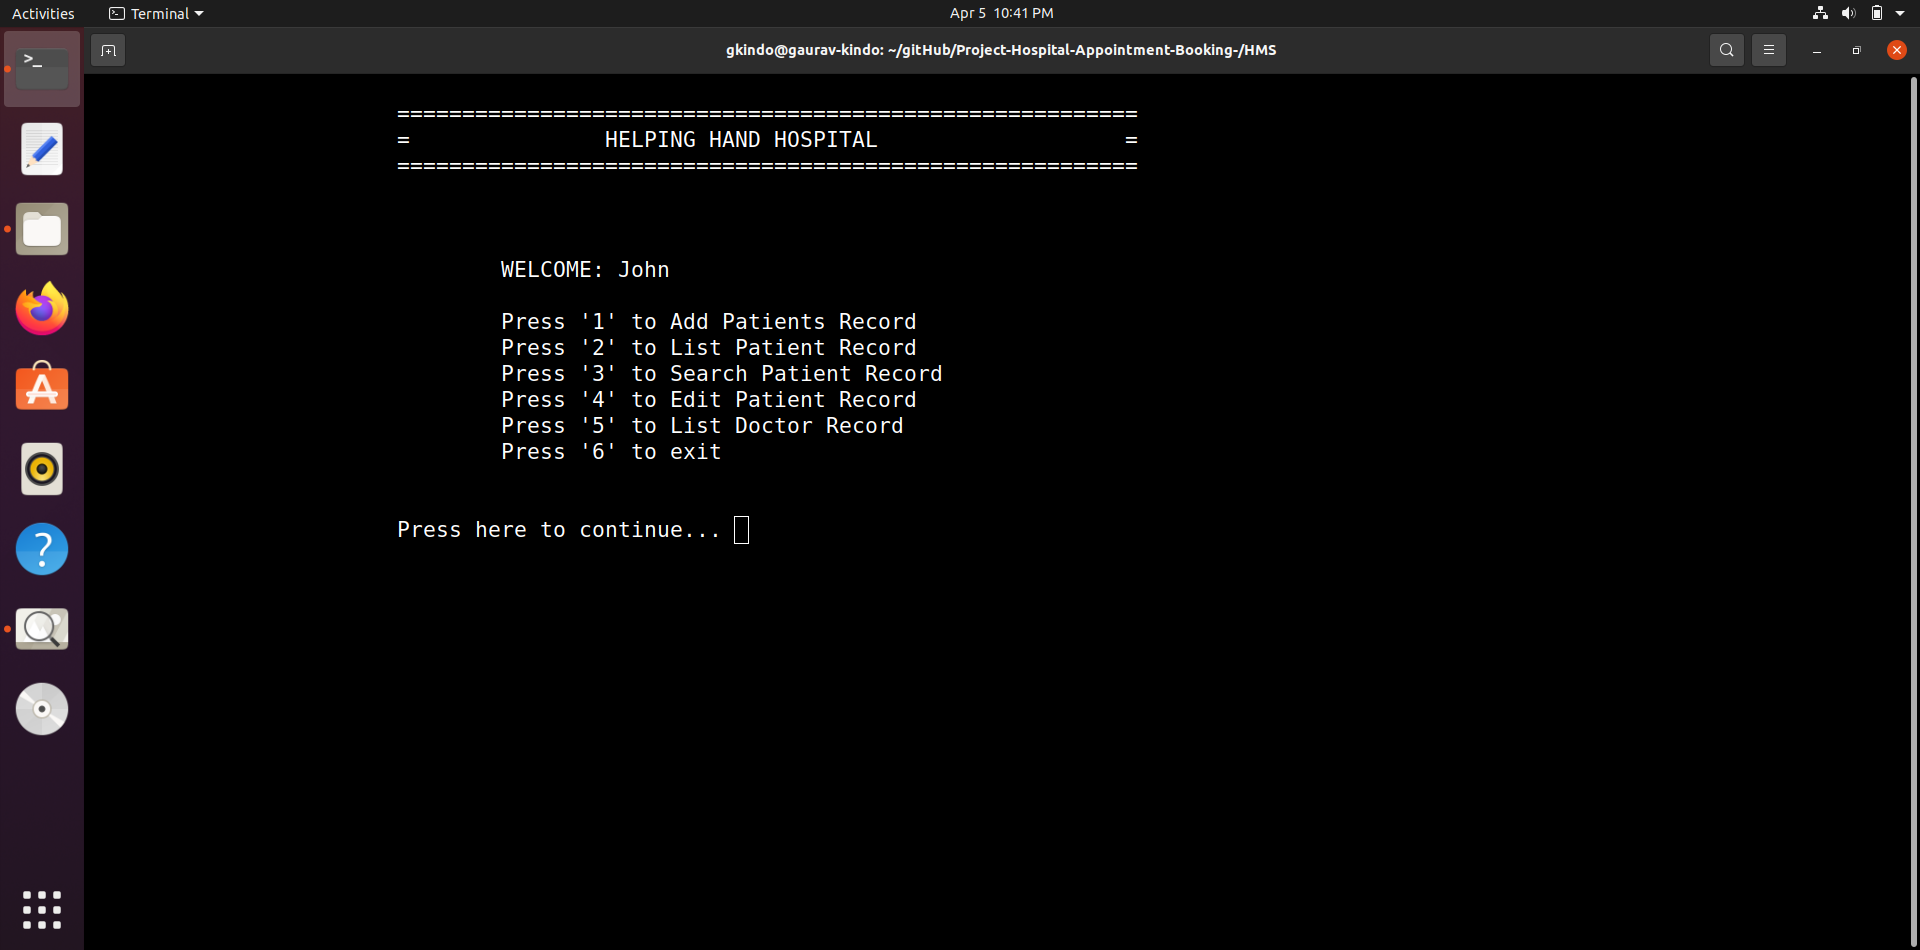 Activities Terminal Apr 5 10:41 PM
gkindo@gaurav-kindo: ~/gitHub/Project-Hospital-Appointment-Booking-/HMS
=========================================================
= HELPING HAND HOSPITAL =
=========================================================
WELCOME: John
Press '1' to Add Patients Record
Press '2' to List Patient Record
Press '3' to Search Patient Record
Press '4' to Edit Patient Record
Press '5' to List Doctor Record
Press '6' to exit
Press here to continue...